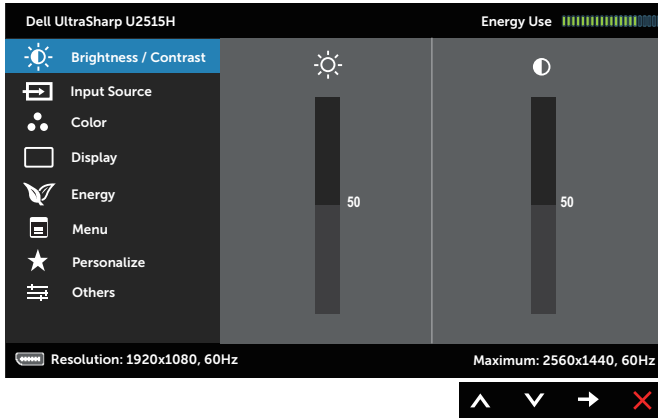 Dell UltraSharp U2515H
Energy Use
Brightness / Contrast
Input Source
Color
Display
Energy
Menu
Personalize
Others
50
50
Resolution: 1920x1080, 60Hz
Maximum: 2560x1440, 60Hz